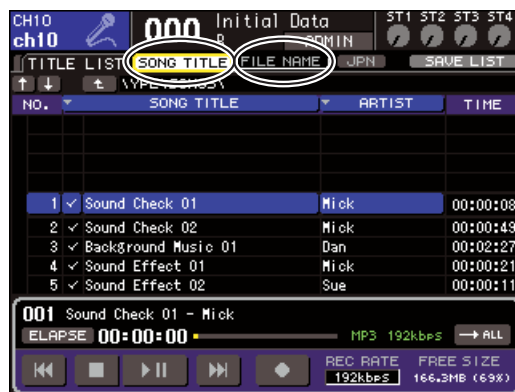 CH10
ch10
000
Initial Data
ADMIN
ST1 ST2 ST3 ST4
TITLE LIST
SONG TITLE
FILE NAME
JPN
SAVE LIST
NO. SONG TITLE ARTIST TIME
1 ✓ Sound Check 01 Mick 00:00:08
2 ✓ Sound Check 02 Mick 00:00:49
3 ✓ Background Music 01 Dan 00:02:27
4 ✓ Sound Effect 01 Mick 00:00:21
5 ✓ Sound Effect 02 Sue 00:00:11
001 Sound Check 01 - Mick
ELAPSE 00:00:00 MP3 192kbps → ALL
REC RATE FREE SIZE
192kbps 166.3MB (69%)